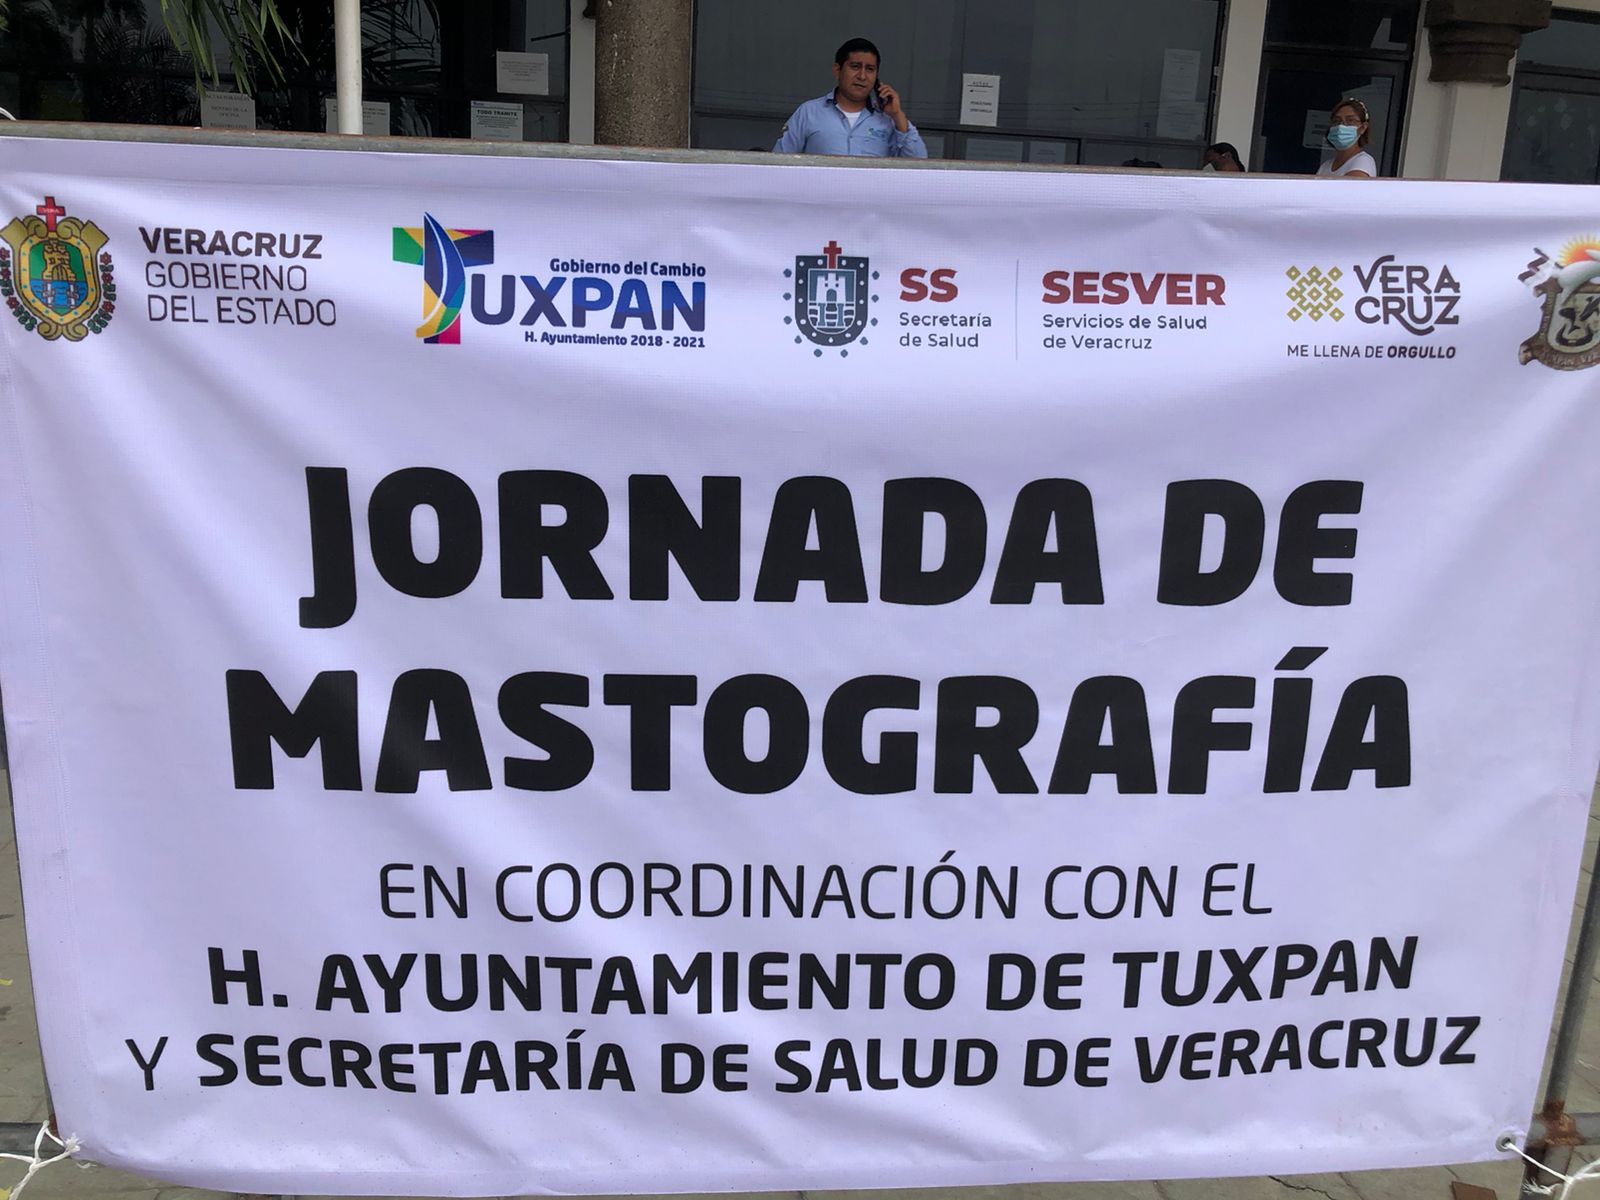 TODO TRAMITE
VERACRUZ
GOBIERNO
DEL ESTADO
Gobierno del Cambio
TUXPAN
H. Ayuntamiento 2018 - 2021
SS
Secretaría
de Salud
SESVER
Servicios de Salud
de Veracruz
VERA
CRUZ
ME LLENA DE ORGULLO
JORNADA DE
MASTOGRAFÍA
EN COORDINACIÓN CON EL
H. AYUNTAMIENTO DE TUXPAN
Y SECRETARÍA DE SALUD DE VERACRUZ